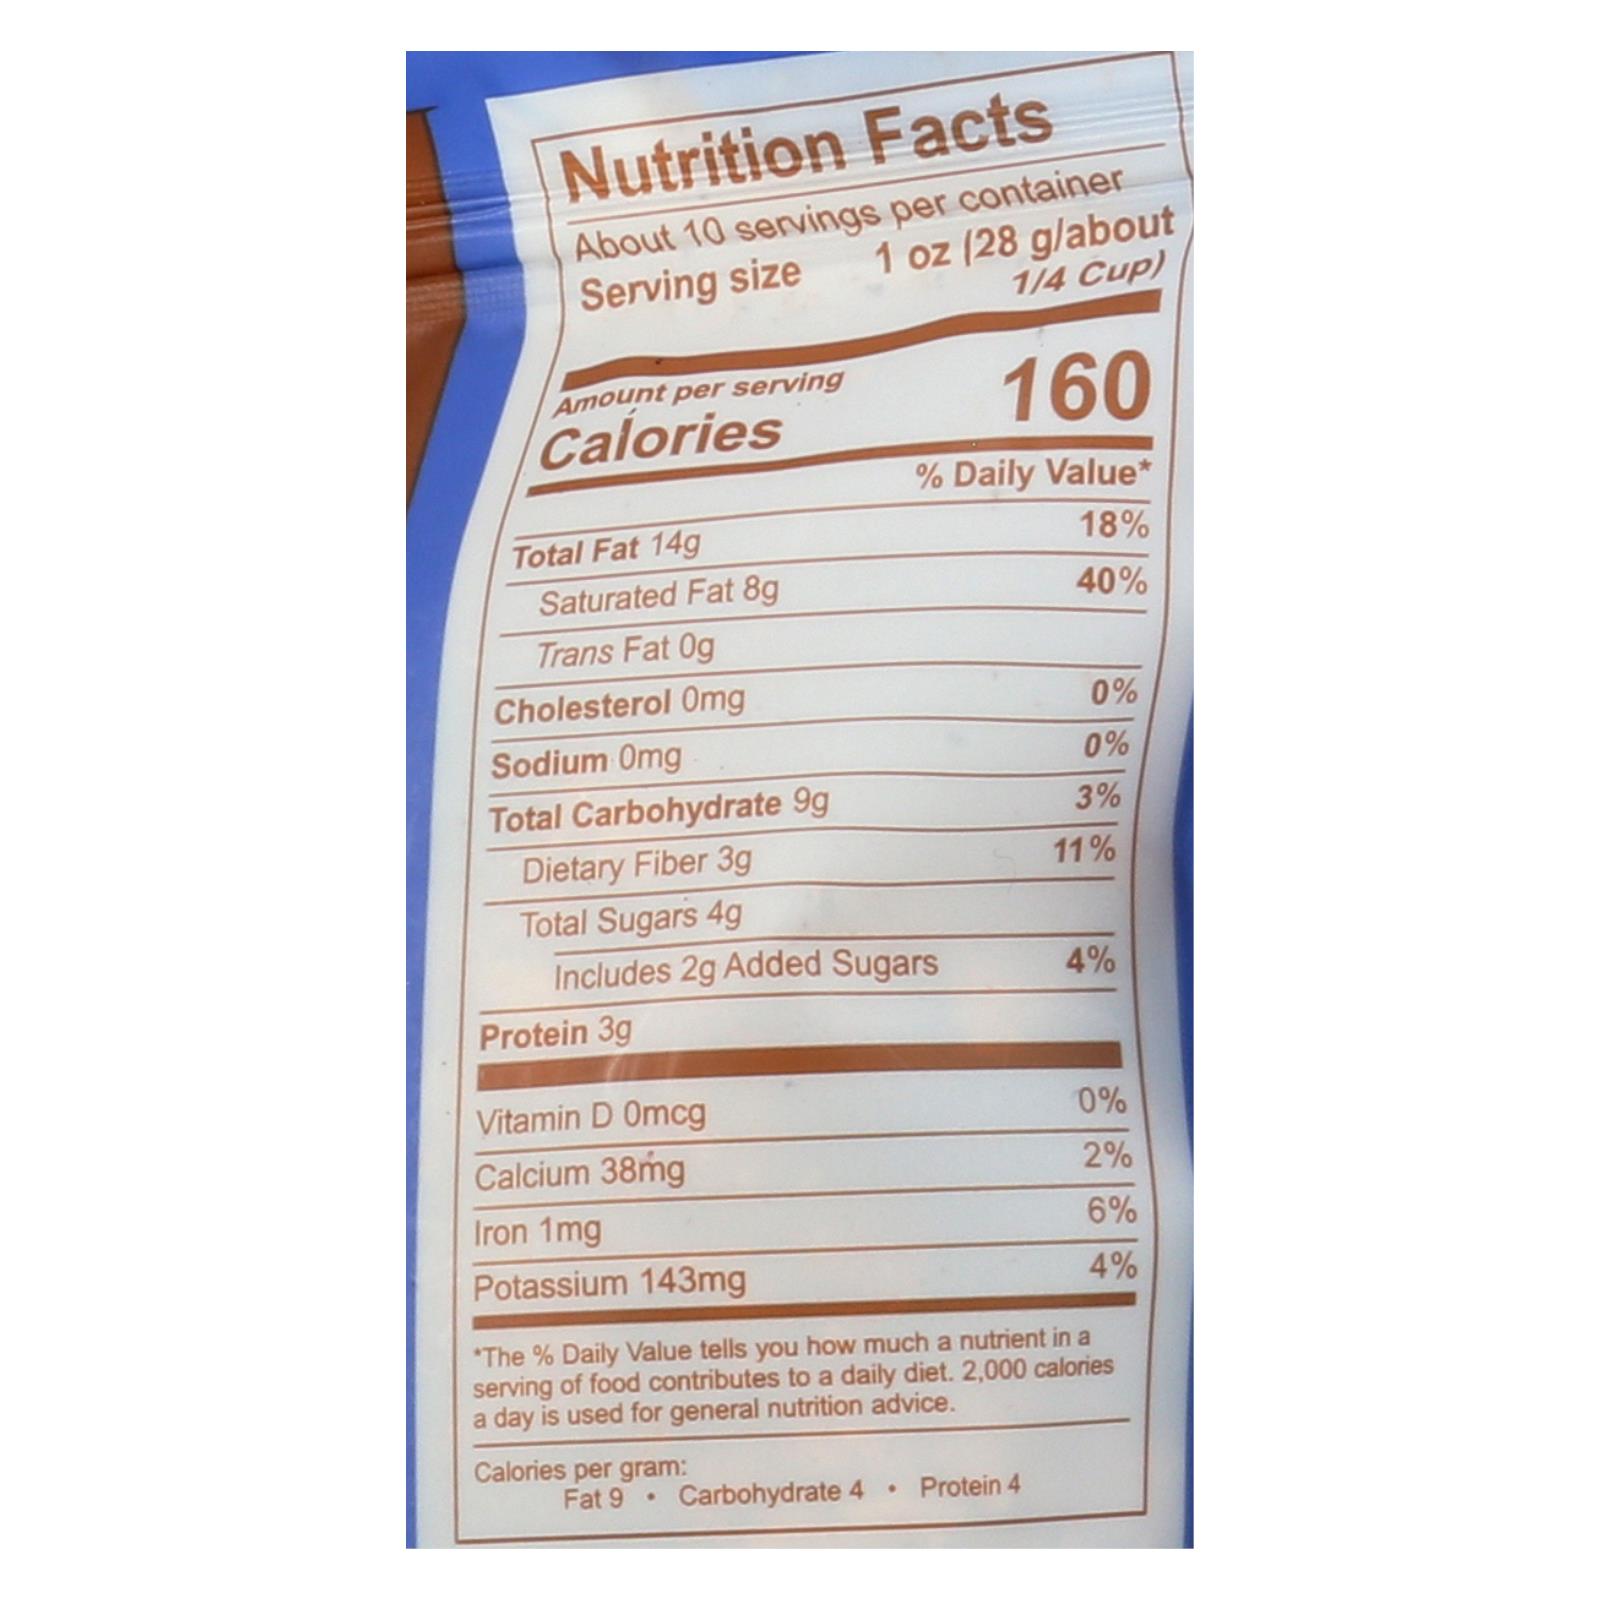 Nutrition Facts
About 10 servings per container
Serving size 1 oz (28 g/about
1/4 Cup)
Amount per serving
Calories 160
% Daily Value*
Total Fat 14g 18%
Saturated Fat 8g 40%
Trans Fat 0g
Cholesterol 0mg 0%
Sodium 0mg 0%
Total Carbohydrate 9g 3%
Dietary Fiber 3g 11%
Total Sugars 4g
Includes 2g Added Sugars 4%
Protein 3g
Vitamin D 0mcg 0%
Calcium 38mg 2%
Iron 1mg 6%
Potassium 143mg 4%
*The % Daily Value tells you how much a nutrient in a
serving of food contributes to a daily diet. 2,000 calories
a day is used for general nutrition advice.
Calories per gram:
Fat 9 • Carbohydrate 4 • Protein 4